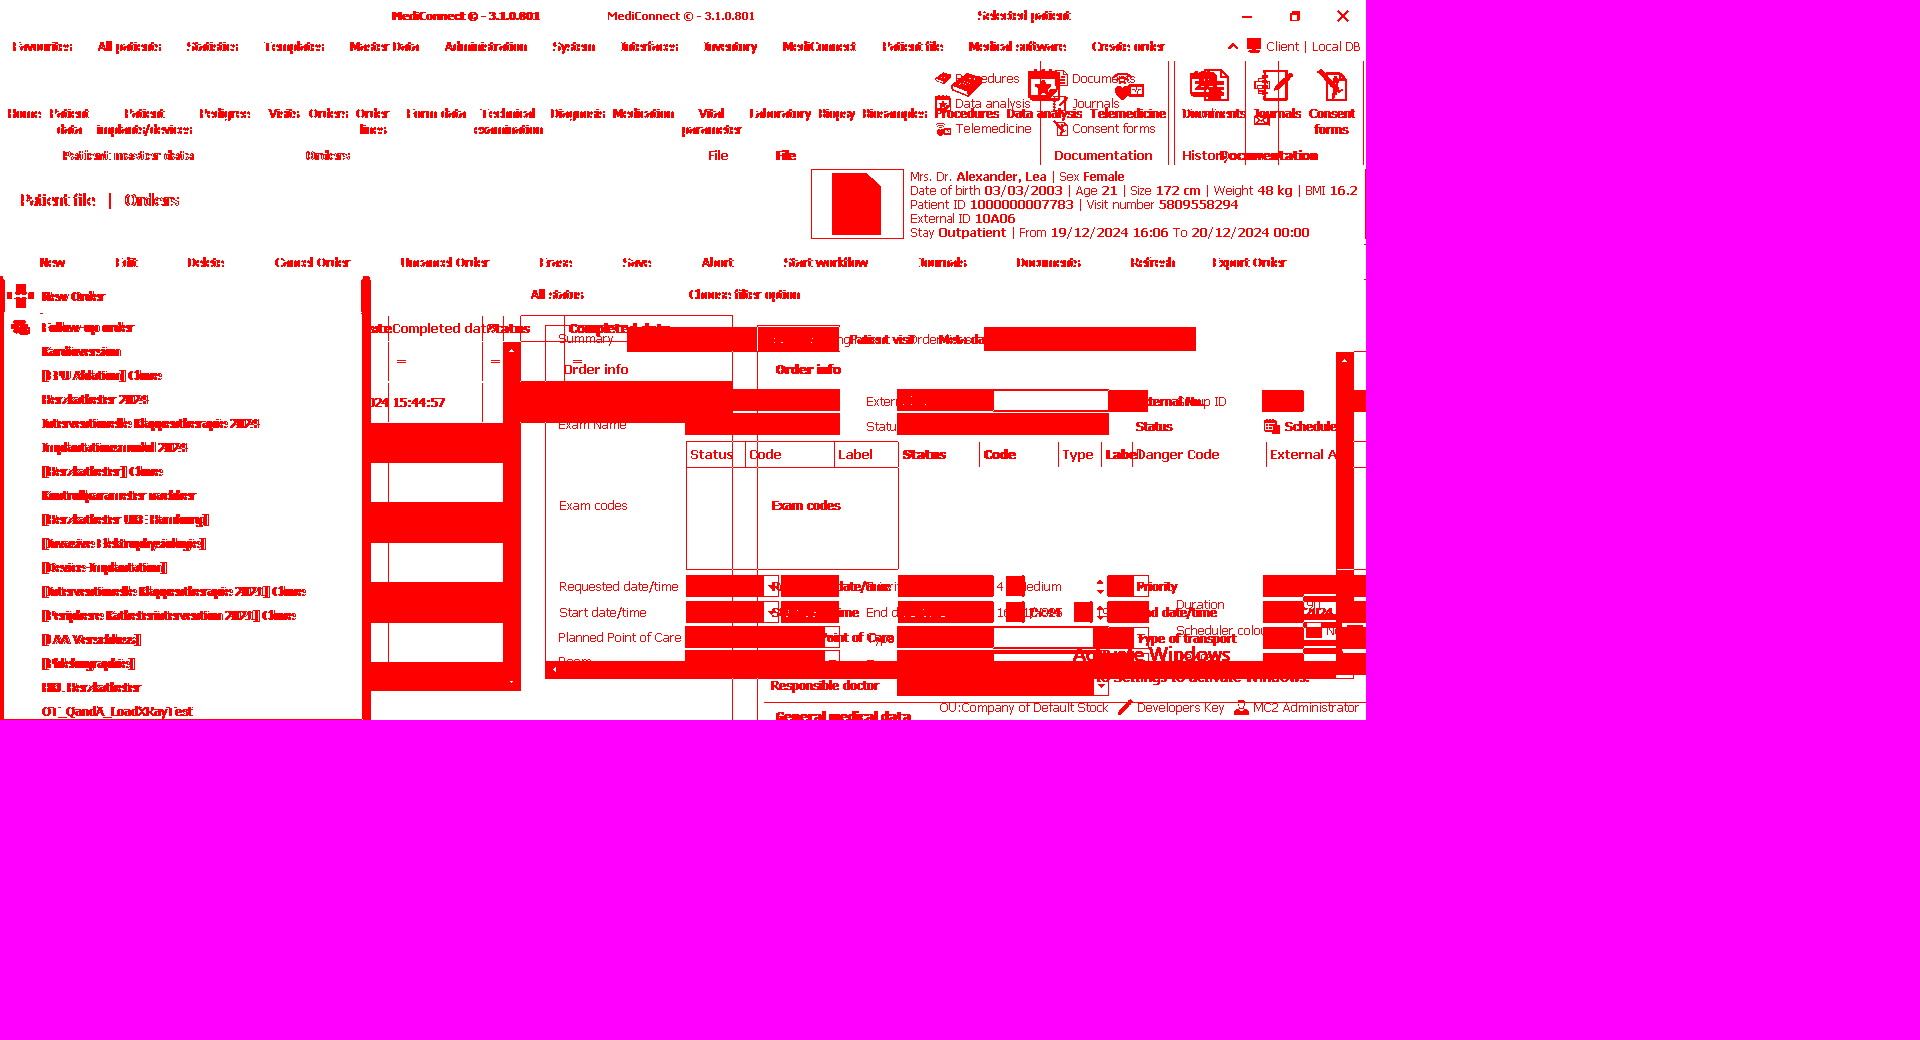 MediConnect © - 3.1.0.801 MediConnect © - 3.1.0.801 Selected patient
Favourites All patients Statistics Templates Master Data Administration System Interfaces Inventory MediConnect Patient file Medical software Create order Client | Local DB
Procedures Documents
Data analysis Journals
Home Patient data Patient implants/devices Pedigree Visits Orders Order lines Form data Technical examination Diagnosis Medication Vital parameter Laboratory Biopsy Biosamples Procedures Data analysis Telemedicine Documents Journals Consent forms
Telemedicine Consent forms
Patient master data Orders File File Documentation History Documentation
Mrs. Dr. Alexander, Lea | Sex Female
Date of birth 03/03/2003 | Age 21 | Size 172 cm | Weight 48 kg | BMI 16.2
Patient file | Orders
Patient ID 1000000007783 | Visit number 5809558294
External ID 10A06
Stay Outpatient | From 19/12/2024 16:06 To 20/12/2024 00:00
New Edit Delete Cancel Order Uncancel Order Erase Save Abort Start workflow Journals Documents Refresh Export Order
New Order All status Choose filter option
Follow-up order Completed date Status Completed date
Summary Patient visit Order Meta da
Kardioversion = = =
Order info Order info
[[EPU Ablation]] Clone
Herzkatheter 2024 024 15:44:57 Extern External No. up ID
Interventionelle Klappentherapie 2024 Exam Name Statu Status Schedule
Implantationsmodul 2024 Status Code Label Status Code Type Label Danger Code External A
[[Herzkatheter]] Clone
Kontrollparameter
Exam codes Exam codes
[[Herzkatheter UKE Hamburg]]
[[Invasive Elektrophysiologie]]
[[Device-Implantation]]
Requested date/time date/time 4 Medium Priority
[[Interventionelle Klappentherapie 2021]] Clone
Start date/time End d End date/time Duration
[[Periphere Katheterintervention 2021]] Clone
Planned Point of Care Point of Care Type of transport Scheduler colou
[[LAA Verschluss]]
Room
[[Phlebographie]]
Activate Windows
to Settings to activate Windows.
HKL Herzkatheter Responsible doctor
OT_QandA_LoadXRayTest General medical data OU:Company of Default Stock Developers Key MC2 Administrator